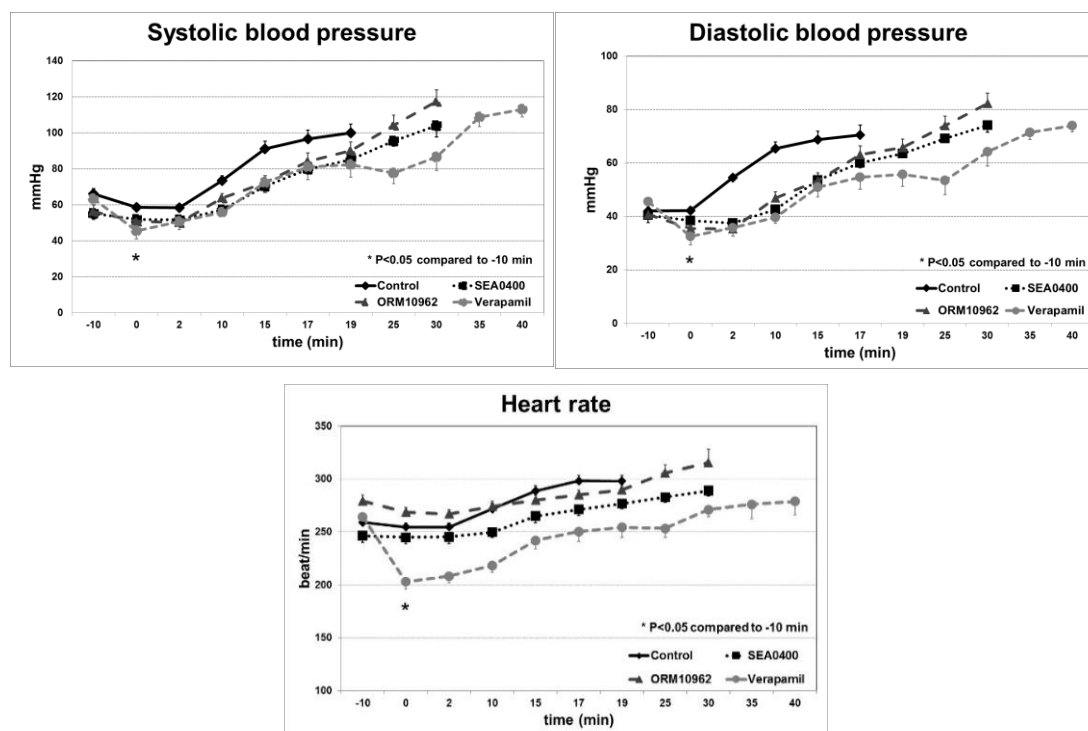 Systolic blood pressure
140
120
100
80
60
40
20
0
mmHg
* 
* P<0.05 compared to -10 min
Control SEA0400
ORM10962 Verapamil
-10 0 2 10 15 17 19 25 30 35 40
time (min)
Diastolic blood pressure
100
80
60
40
20
0
mmHg
*
* P<0.05 compared to -10 min
Control SEA0400
ORM10962 Verapamil
-10 0 2 10 15 17 19 25 30 35 40
time (min)
Heart rate
350
300
250
200
150
100
beat/min
*
* P<0.05 compared to -10 min
Control SEA0400
ORM10962 Verapamil
-10 0 2 10 15 17 19 25 30 35 40
time (min)